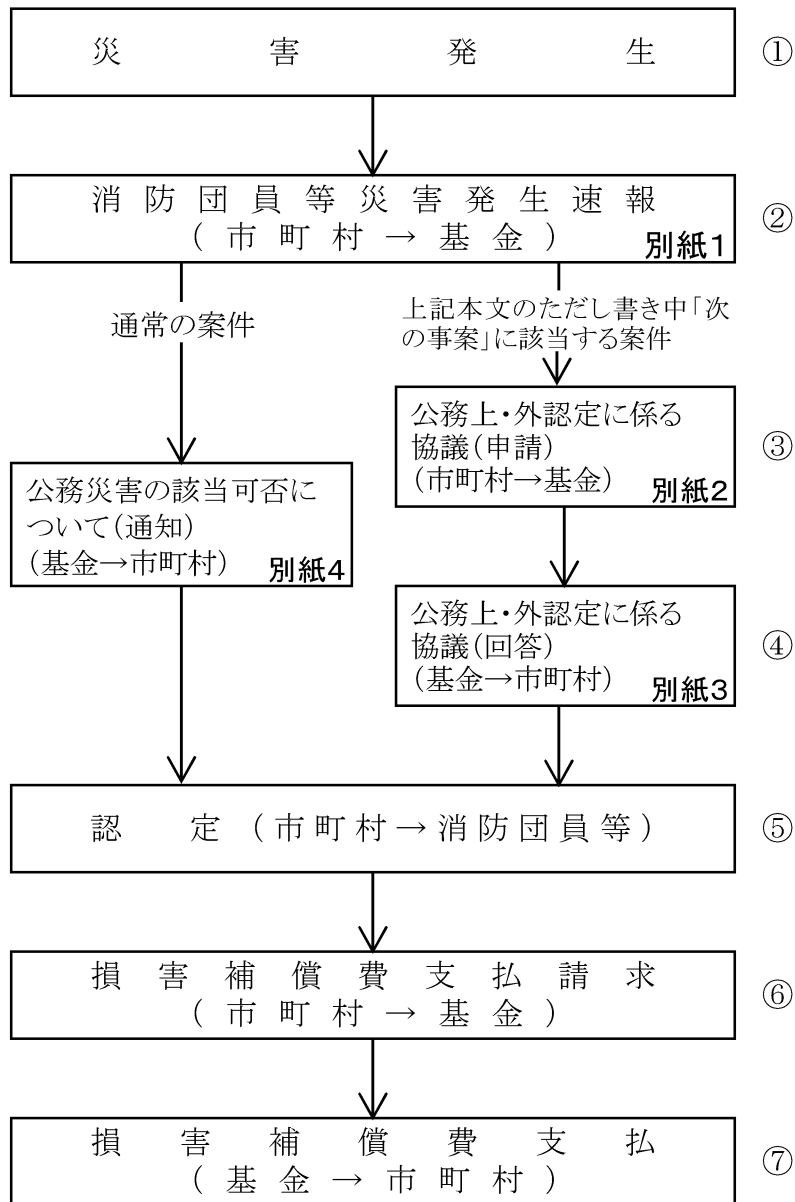 災害発生 ①
消防団員等災害発生速報
(市町村→基金) 別紙1 ②
通常の案件
上記本文のただし書き中「次
の事案」に該当する案件
公務上・外認定に係る
協議(申請)
(市町村→基金) 別紙2
③
公務災害の該当可否に
ついて(通知)
(基金→市町村) 別紙4
公務上・外認定に係る
協議(回答)
(基金→市町村) 別紙3
④
認定(市町村→消防団員等) ⑤
損害補償費支払請求
(市町村→基金) ⑥
損害補償費支払
(基金→市町村) ⑦